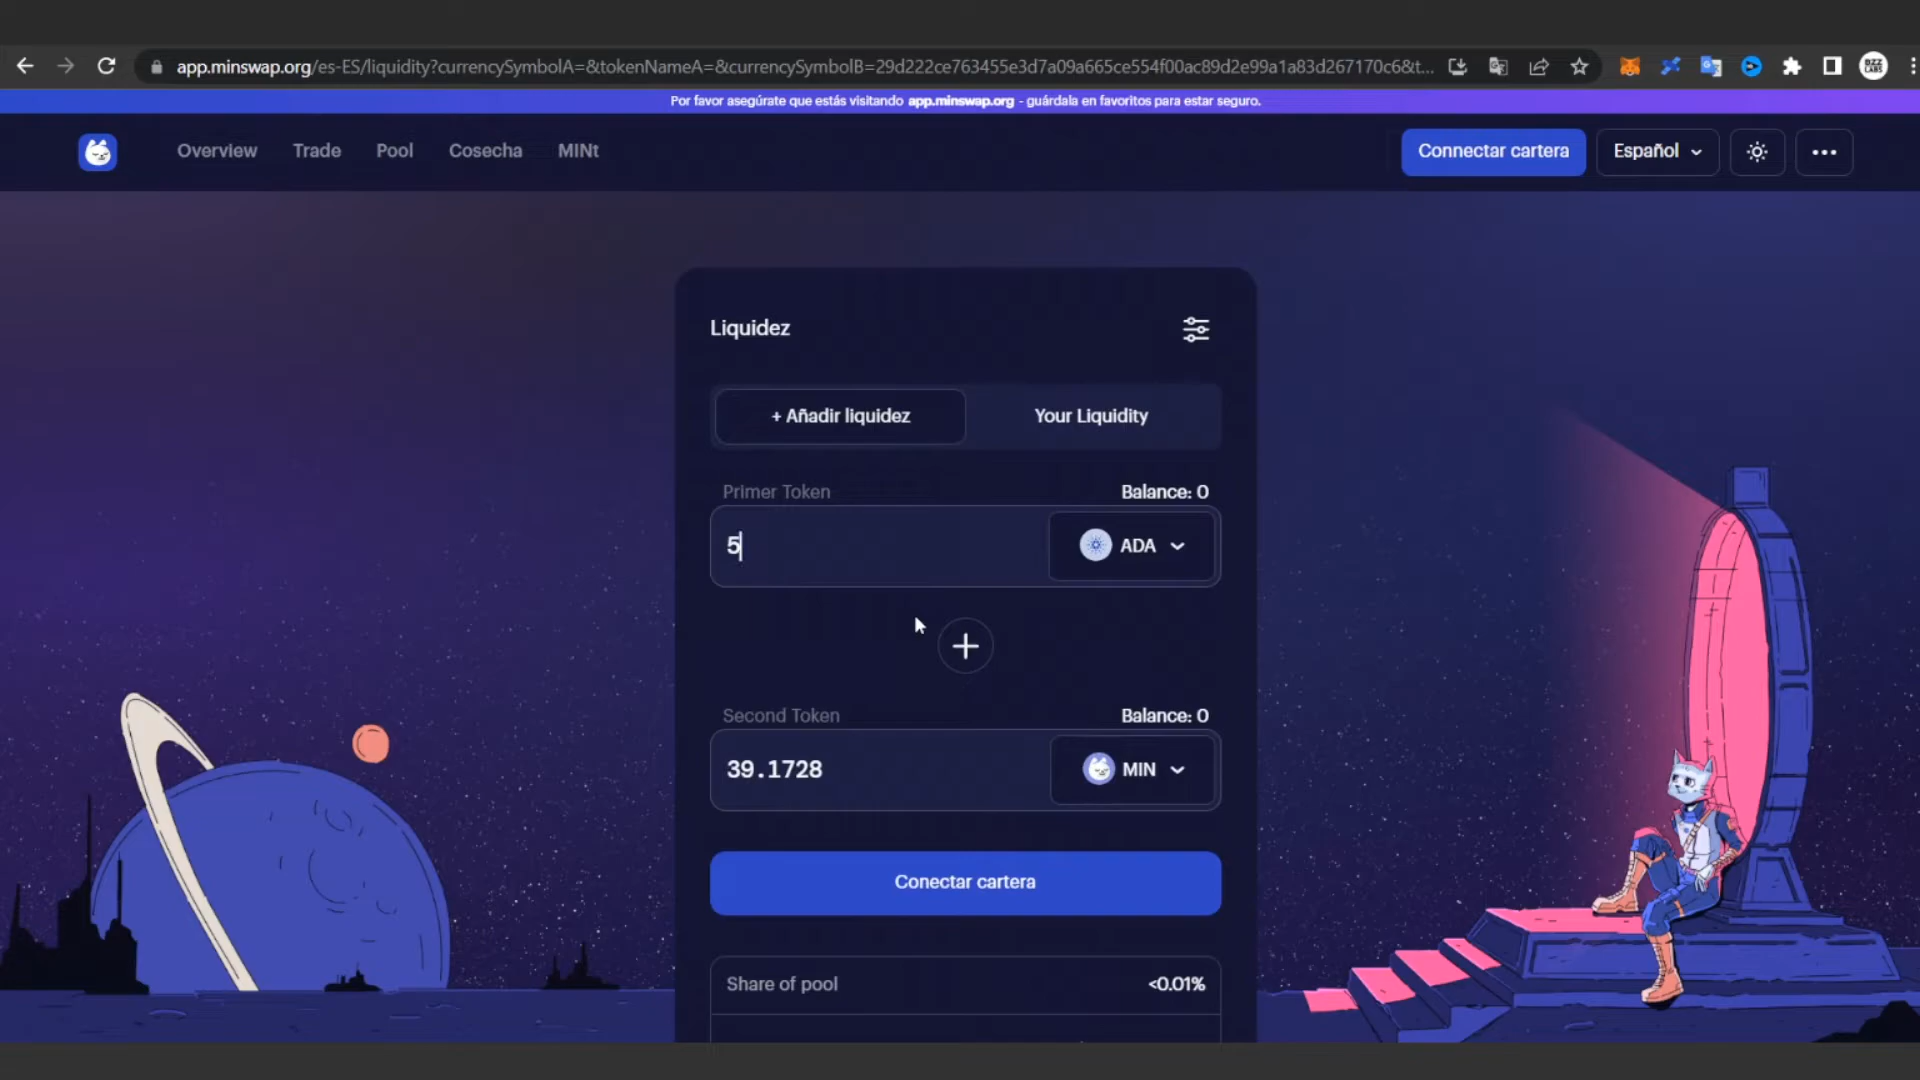 app.minswap.org/es-ES/liquidity?currencySymbolA=&tokenNameA=&currencySymbolB=29d222ce763455e3d7a09a665ce554f00ac89d2e99a1a83d267170c6&t...
BZZ LABS
Por favor asegúrate que estás visitando app.minswap.org - guárdala en favoritos para estar seguro.
Overview Trade Pool Cosecha MINt Connectar cartera Español
Liquidez
+ Añadir liquidez Your Liquidity
Primer Token Balance: 0
5 ADA
Second Token Balance: 0
39.1728 MIN
Conectar cartera
Share of pool <0.01%